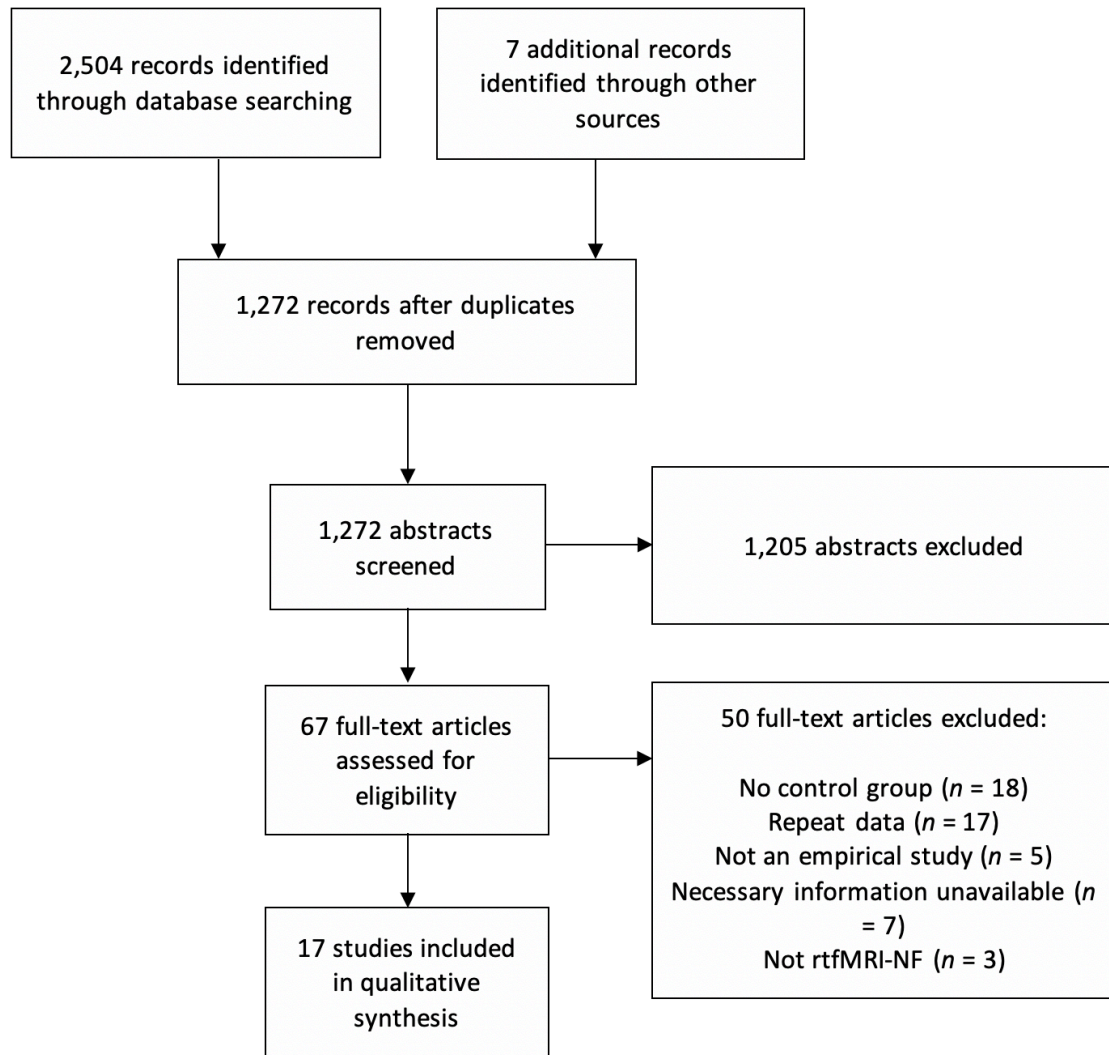 2,504 records identified
through database searching
7 additional records
identified through other
sources
1,272 records after duplicates
removed
1,272 abstracts
screened
1,205 abstracts excluded
67 full-text articles
assessed for
eligibility
50 full-text articles excluded:
No control group (n = 18)
Repeat data (n = 17)
Not an empirical study (n = 5)
Necessary information unavailable (n
= 7)
Not rtfMRI-NF (n = 3)
17 studies included
in qualitative
synthesis